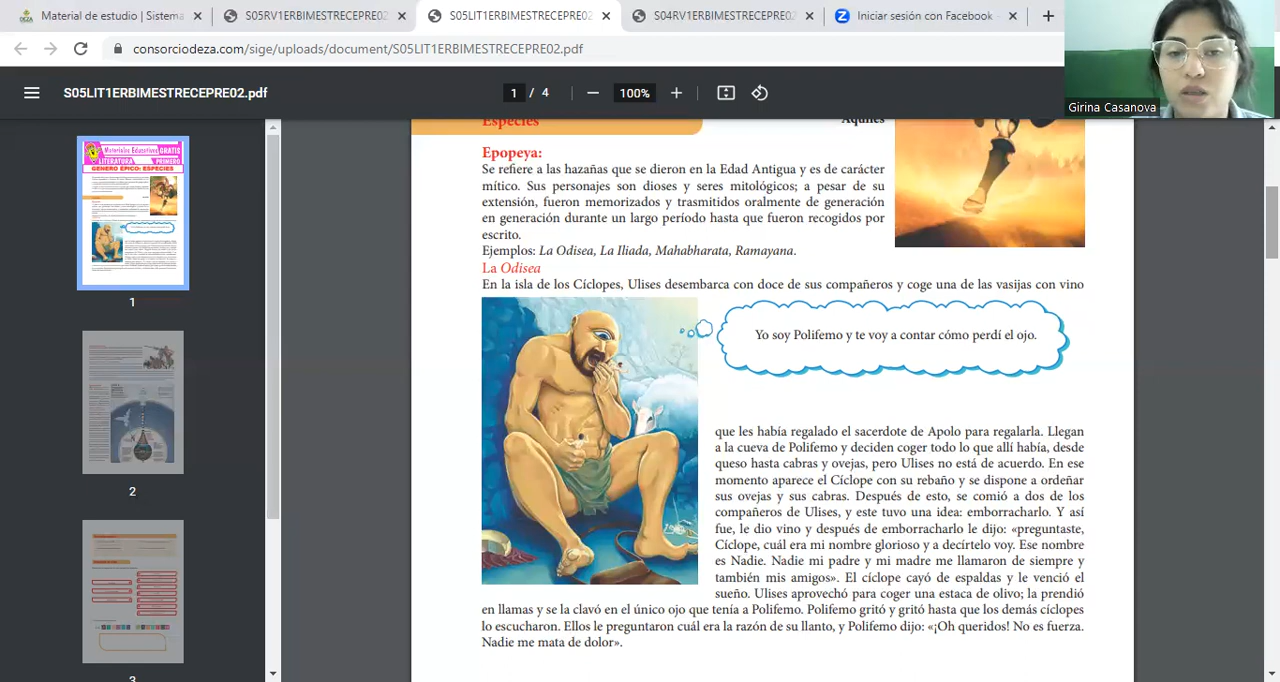 Material de estudio | Sistema
S05RV1ERBIMESTRECEPRE02
S05LIT1ERBIMESTRECEPRE02
S04RV1ERBIMESTRECEPRE02
Iniciar sesión con Facebook
consorciodeza.com/sige/uploads/document/S05LIT1ERBIMESTRECEPRE02.pdf
Girina Casanova
S05LIT1ERBIMESTRECEPRE02.pdf
1 / 4
100%
Materiales Educativos GRATIS
LITERATURA PRIMERO
GENERO ÉPICO: ESPECIES
1
2
3
Especies
Aquiles
Epopeya:
Se refiere a las hazañas que se dieron en la Edad Antigua y es de carácter
mítico. Sus personajes son dioses y seres mitológicos; a pesar de su
extensión fueron memorizados y trasmitidos oralmente de generación
en generación durante un largo período hasta que fueron recogidos por
escrito.
Ejemplos: La Odisea, La Iliada, Mahabharata, Ramayana.
La Odisea
En la isla de los Cíclopes, Ulises desembarca con doce de sus compañeros y coge una de las vasijas con vino
Yo soy Polifemo y te voy a contar cómo perdí el ojo.
que les había regalado el sacerdote de Apolo para regalarla. Llegan
a la cueva de Polifemo y deciden coger todo lo que allí había, desde
queso hasta cabras y ovejas, pero Ulises no está de acuerdo. En ese
momento aparece el Cíclope con su rebaño y se dispone a ordeñar
sus ovejas y sus cabras. Después de esto, se comió a dos de los
compañeros de Ulises, y este tuvo una idea: emborracharlo. Y así
fue, le dio vino y después de emborracharlo le dijo: «preguntaste,
Cíclope, cuál era mi nombre glorioso y a decírtelo voy. Ese nombre
es Nadie. Nadie mi padre y mi madre me llamaron de siempre y
también mis amigos». El cíclope cayó de espaldas y le venció el
sueño. Ulises aprovechó para coger una estaca de olivo; la prendió
en llamas y se la clavó en el único ojo que tenía a Polifemo. Polifemo gritó y gritó hasta que los demás cíclopes
lo escucharon. Ellos le preguntaron cuál era la razón de su llanto, y Polifemo dijo: «¡Oh queridos! No es fuerza.
Nadie me mata de dolor».